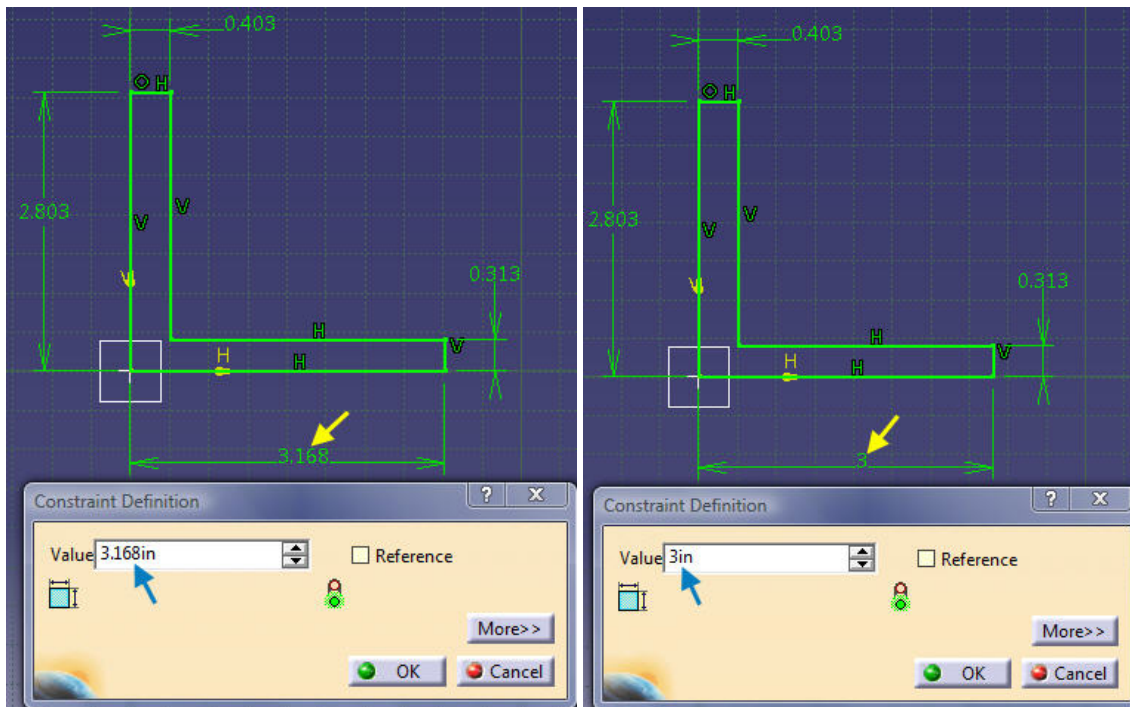 0.403
H
2.803
V
V
V
0.313
H
V
H
H
3.168
Constraint Definition
?
X
Value 3.168in
Reference
More>>
OK
Cancel
0.403
H
2.803
V
V
V
0.313
H
V
H
H
3
Constraint Definition
?
X
Value 3in
Reference
More>>
OK
Cancel